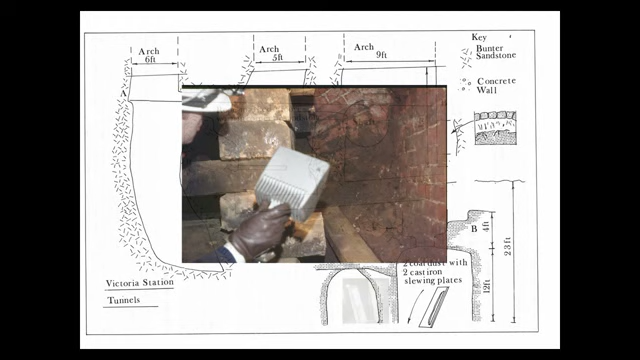 Arch
6ft
Arch
5ft
Arch
9ft
Key
Bunter
Sandstone
Concrete
Wall
A
B
4ft
23ft
12ft
2 coal dust with
2 cast iron
slewing plates
Victoria Station
Tunnels